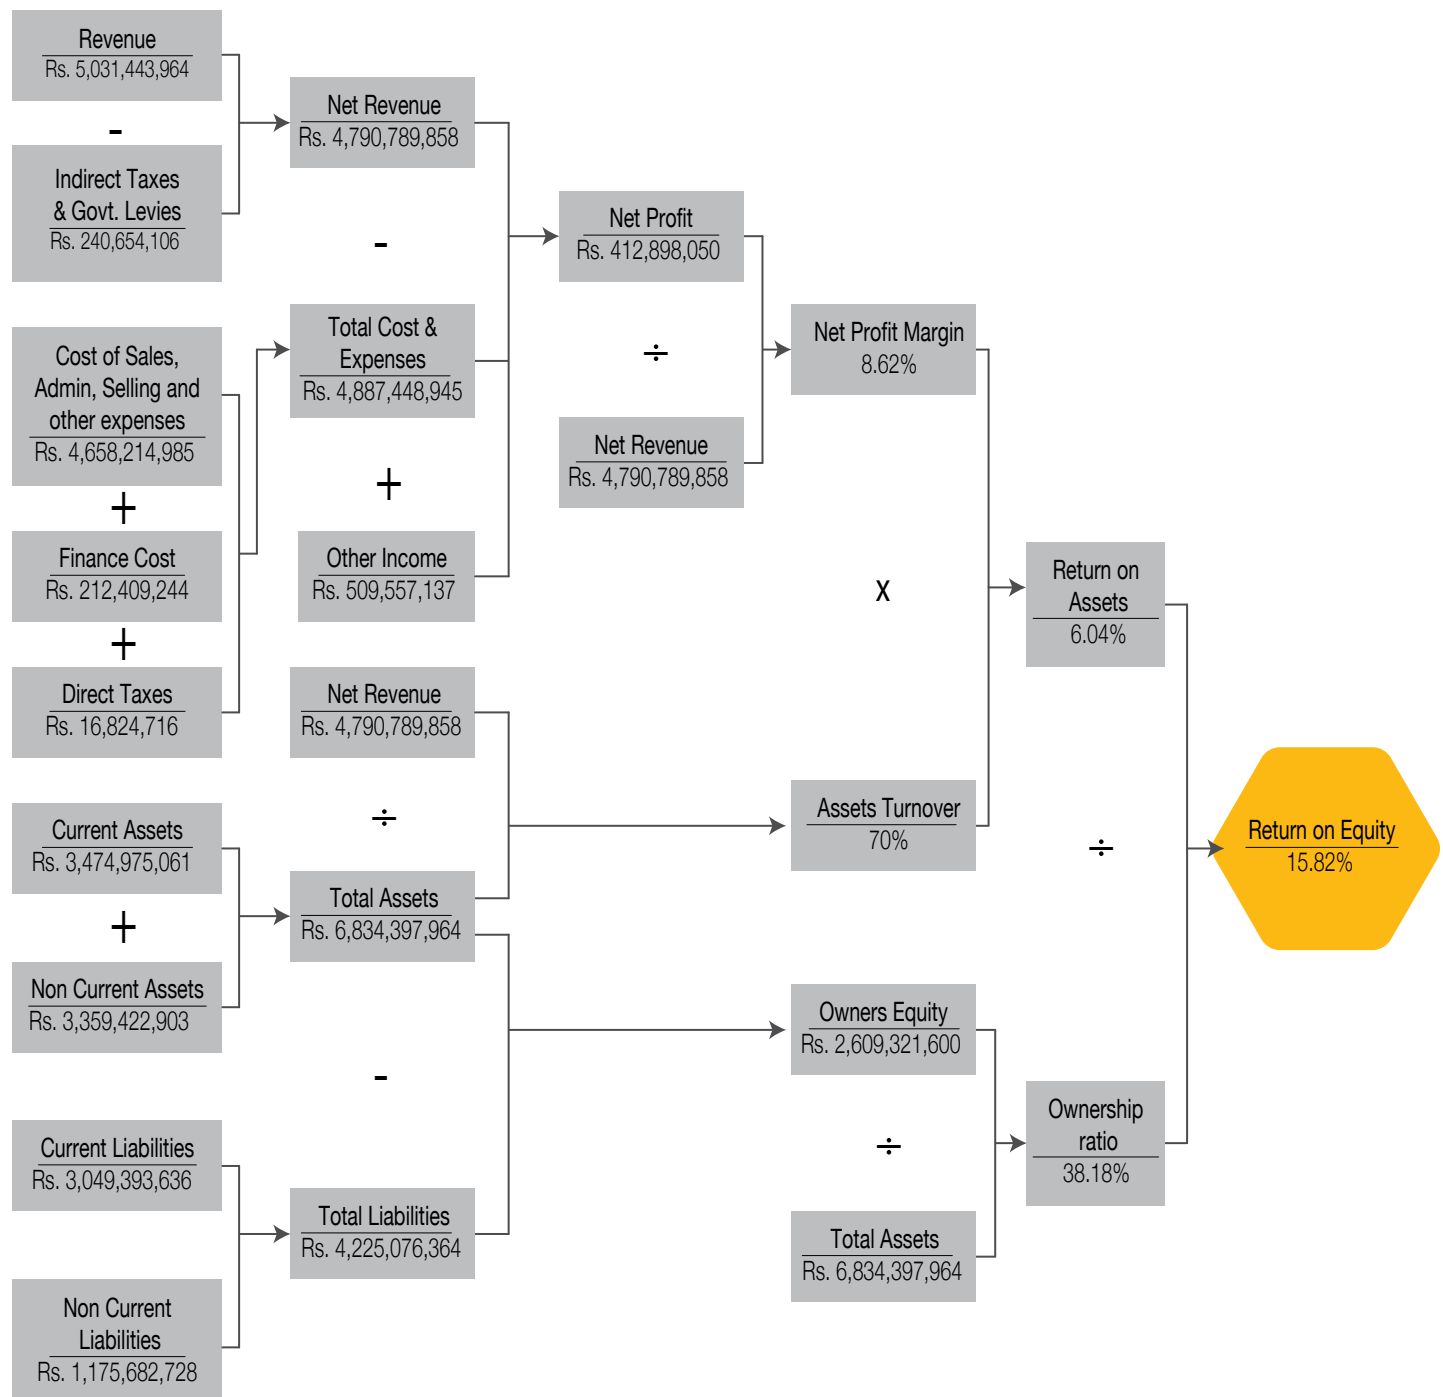 Revenue
Rs. 5,031,443,964
-
Indirect Taxes
& Govt. Levies
Rs. 240,654,106
Cost of Sales,
Admin, Selling and
other expenses
Rs. 4,658,214,985
+
Finance Cost
Rs. 212,409,244
+
Direct Taxes
Rs. 16,824,716
Current Assets
Rs. 3,474,975,061
+
Non Current Assets
Rs. 3,359,422,903
Current Liabilities
Rs. 3,049,393,636
Non Current
Liabilities
Rs. 1,175,682,728
Net Revenue
Rs. 4,790,789,858
-
Total Cost &
Expenses
Rs. 4,887,448,945
+
Other Income
Rs. 509,557,137
Net Revenue
Rs. 4,790,789,858
÷
Total Assets
Rs. 6,834,397,964
-
Total Liabilities
Rs. 4,225,076,364
Net Profit
Rs. 412,898,050
÷
Net Revenue
Rs. 4,790,789,858
Net Profit Margin
8.62%
x
Assets Turnover
70%
Owners Equity
Rs. 2,609,321,600
÷
Total Assets
Rs. 6,834,397,964
Return on
Assets
6.04%
÷
Ownership
ratio
38.18%
Return on Equity
15.82%